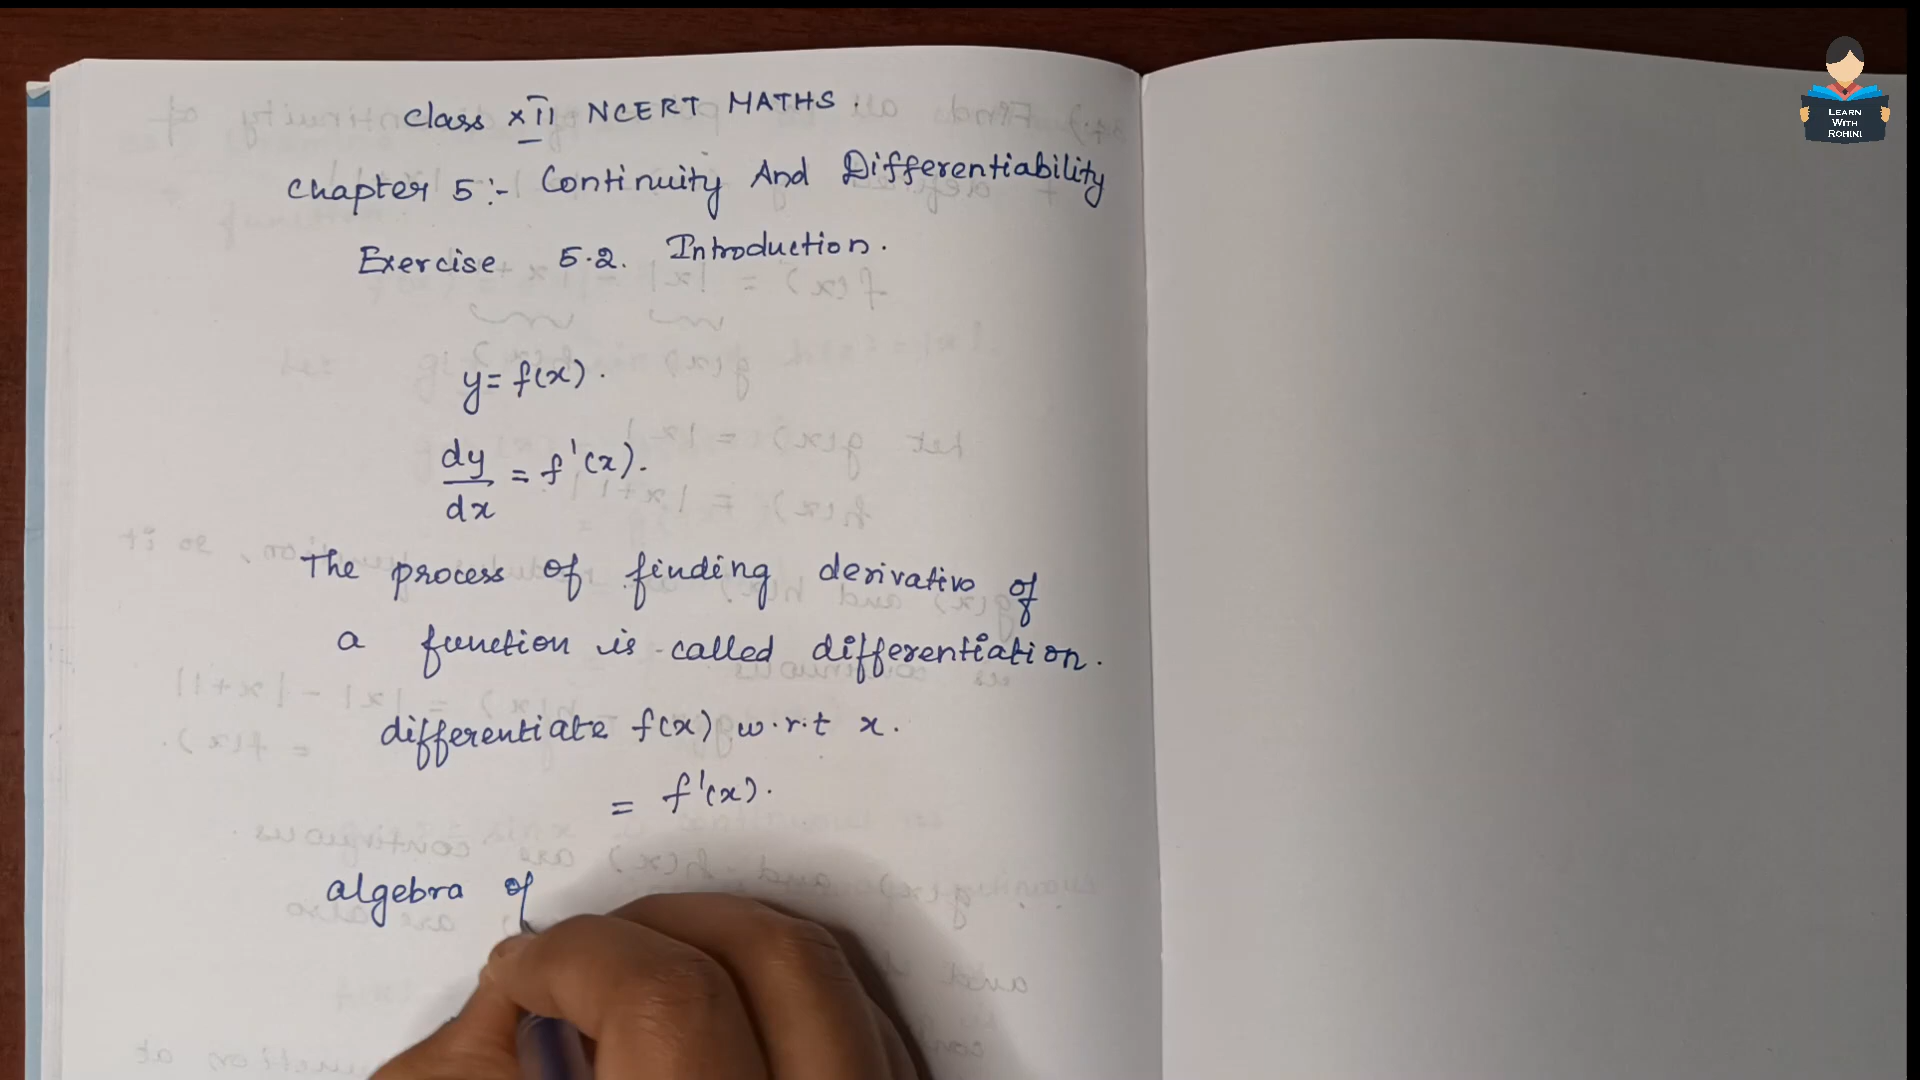 Class XII NCERT MATHS.
Chapter 5:- Continuity And Differentiability
Exercise 5.2. Introduction.
y = f(x).
dy/dx = f'(x).
The process of finding derivative of
a function is called differentiation.
differentiate f(x) w.r.t x.
= f'(x).
algebra of
LEARN
WITH
ROHINI